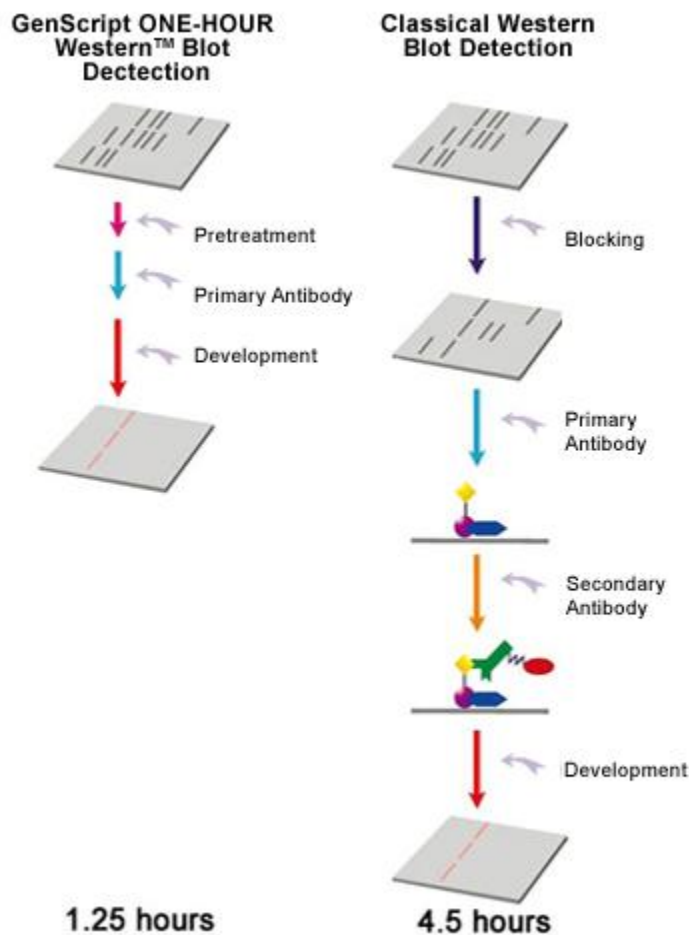 GenScript ONE-HOUR
Western™ Blot
Dectection
Pretreatment
Primary Antibody
Development
1.25 hours
Classical Western
Blot Detection
Blocking
Primary
Antibody
Secondary
Antibody
Development
4.5 hours